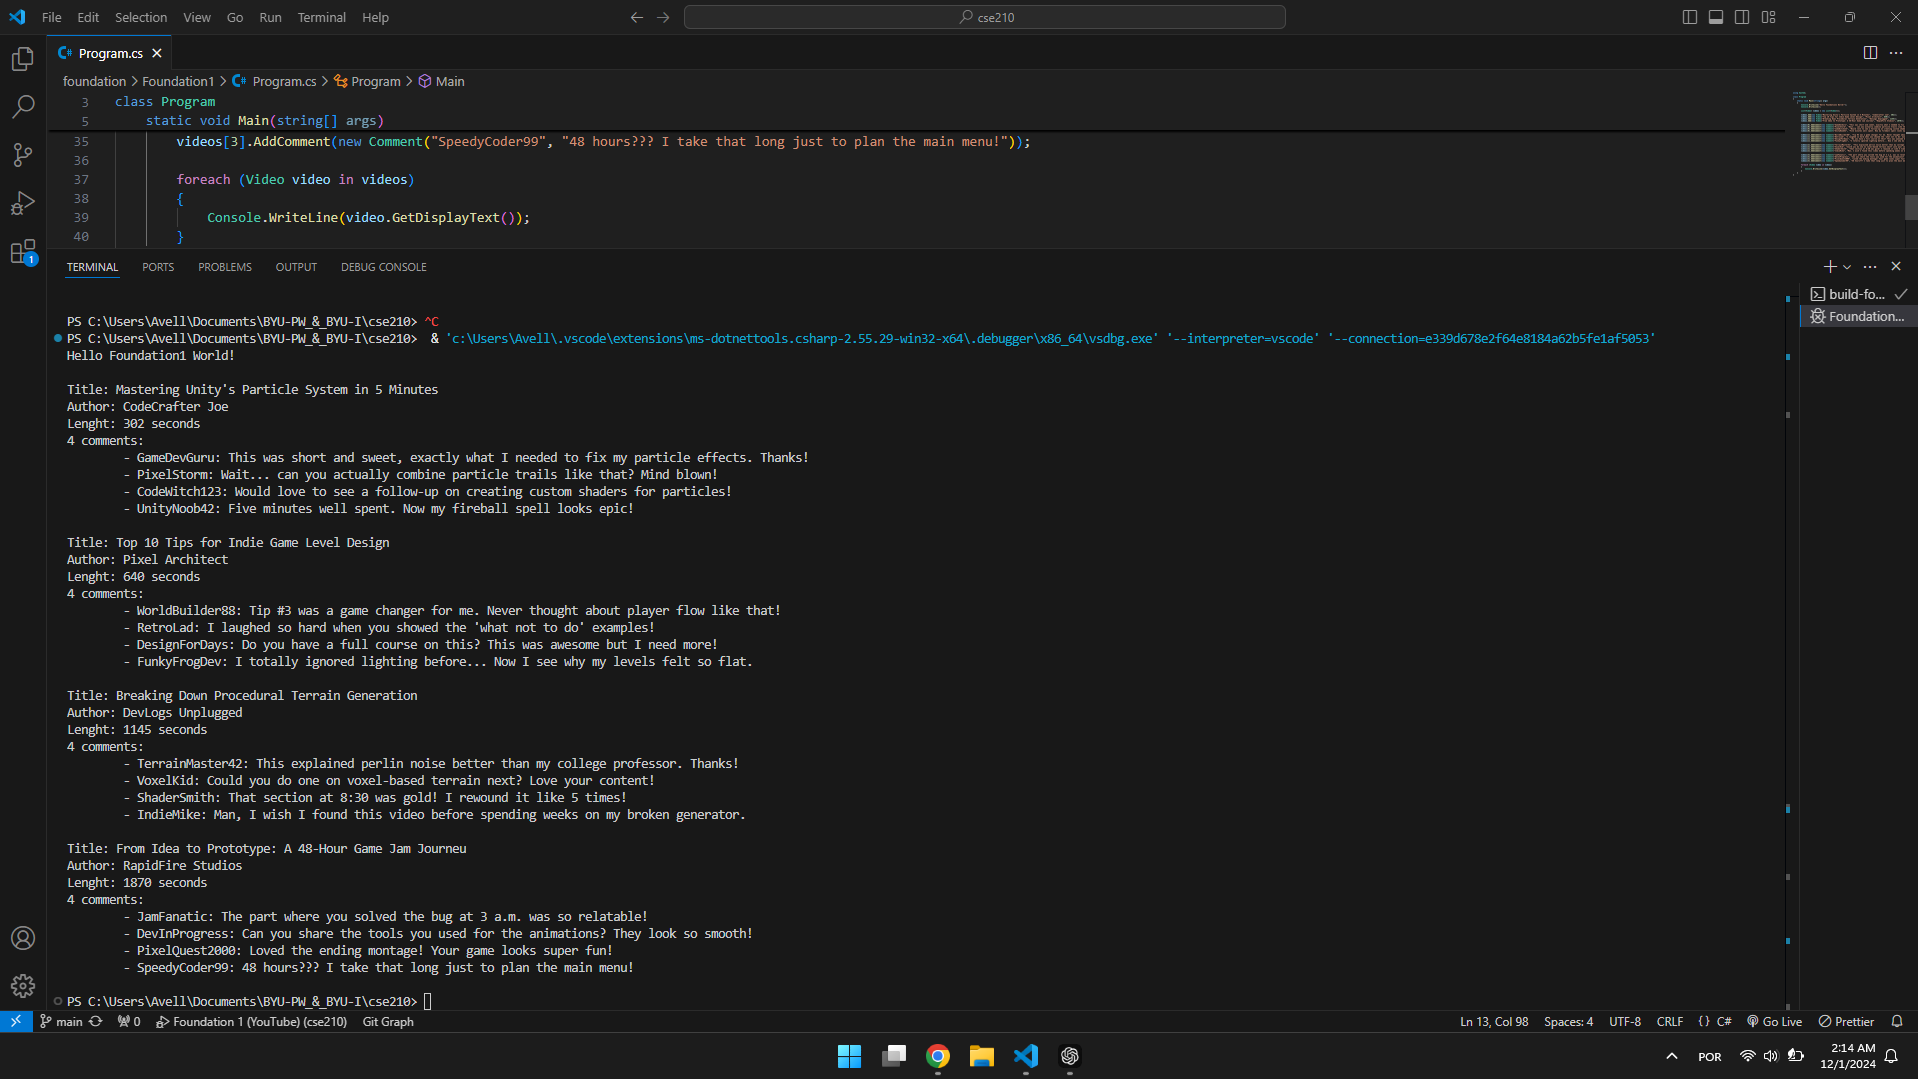 File Edit Selection View Go Run Terminal Help
cse210
Program.cs
foundation > Foundation1 > Program.cs > Program > Main
3 class Program
5 static void Main(string[] args)
35 videos[3].AddComment(new Comment("SpeedyCoder99", "48 hours??? I take that long just to plan the main menu!"));
36
37 foreach (Video video in videos)
38 {
39 Console.WriteLine(video.GetDisplayText());
40 }
1
TERMINAL PORTS PROBLEMS OUTPUT DEBUG CONSOLE
build-fo...
Foundation...
PS C:\Users\Avell\Documents\BYU-PW_&_BYU-I\cse210> ^C
PS C:\Users\Avell\Documents\BYU-PW_&_BYU-I\cse210> & 'c:\Users\Avell\.vscode\extensions\ms-dotnettools.csharp-2.55.29-win32-x64\.debugger\x86_64\vsdbg.exe' '--interpreter=vscode' '--connection=e339d678e2f64e8184a62b5fe1af5053'
Hello Foundation1 World!
Title: Mastering Unity's Particle System in 5 Minutes
Author: CodeCrafter Joe
Lenght: 302 seconds
4 comments:
- GameDevGuru: This was short and sweet, exactly what I needed to fix my particle effects. Thanks!
- PixelStorm: Wait... can you actually combine particle trails like that? Mind blown!
- CodeWitch123: Would love to see a follow-up on creating custom shaders for particles!
- UnityNoob42: Five minutes well spent. Now my fireball spell looks epic!
Title: Top 10 Tips for Indie Game Level Design
Author: Pixel Architect
Lenght: 640 seconds
4 comments:
- WorldBuilder88: Tip #3 was a game changer for me. Never thought about player flow like that!
- RetroLad: I laughed so hard when you showed the 'what not to do' examples!
- DesignForDays: Do you have a full course on this? This was awesome but I need more!
- FunkyFrogDev: I totally ignored lighting before... Now I see why my levels felt so flat.
Title: Breaking Down Procedural Terrain Generation
Author: DevLogs Unplugged
Lenght: 1145 seconds
4 comments:
- TerrainMaster42: This explained perlin noise better than my college professor. Thanks!
- VoxelKid: Could you do one on voxel-based terrain next? Love your content!
- ShaderSmith: That section at 8:30 was gold! I rewound it like 5 times!
- IndieMike: Man, I wish I found this video before spending weeks on my broken generator.
Title: From Idea to Prototype: A 48-Hour Game Jam Journeu
Author: RapidFire Studios
Lenght: 1870 seconds
4 comments:
- JamFanatic: The part where you solved the bug at 3 a.m. was so relatable!
- DevInProgress: Can you share the tools you used for the animations? They look so smooth!
- PixelQuest2000: Loved the ending montage! Your game looks super fun!
- SpeedyCoder99: 48 hours??? I take that long just to plan the main menu!
PS C:\Users\Avell\Documents\BYU-PW_&_BYU-I\cse210>
main 0 Foundation 1 (YouTube) (cse210) Git Graph Ln 13, Col 98 Spaces: 4 UTF-8 CRLF {} C# Go Live Prettier
POR 2:14 AM
12/1/2024